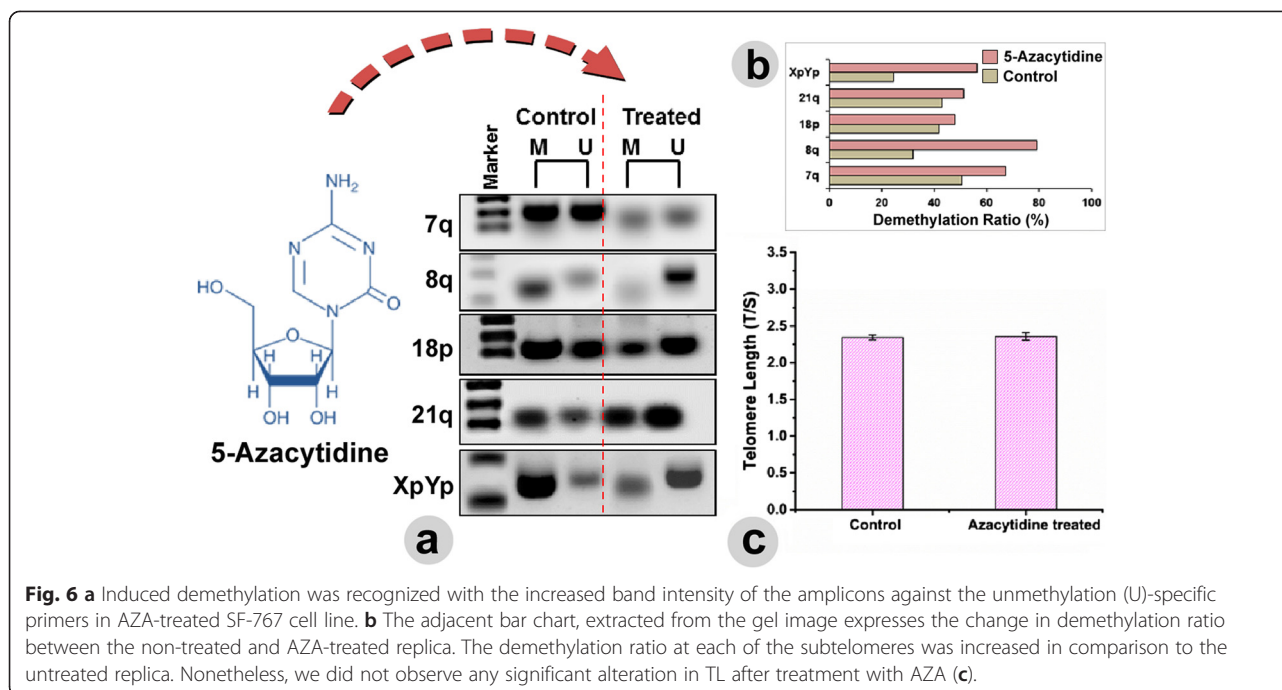 Control Treated
Marker M U M U
7q
8q
18p
21q
XpYp
a
NH₂
N N
N O
HO
O
H H
H H
OH OH
5-Azacytidine
b
5-Azacytidine
Control
XpYp
21q
18p
8q
7q
0 20 40 60 80 100
Demethylation Ratio (%)
Telomere Length (T/S)
3.5
3.0
2.5
2.0
1.5
1.0
0.5
0.0
Control Azacytidine treated
c
Fig. 6 a Induced demethylation was recognized with the increased band intensity of the amplicons against the unmethylation (U)-specific
primers in AZA-treated SF-767 cell line. b The adjacent bar chart, extracted from the gel image expresses the change in demethylation ratio
between the non-treated and AZA-treated replica. The demethylation ratio at each of the subtelomeres was increased in comparison to the
untreated replica. Nonetheless, we did not observe any significant alteration in TL after treatment with AZA (c).